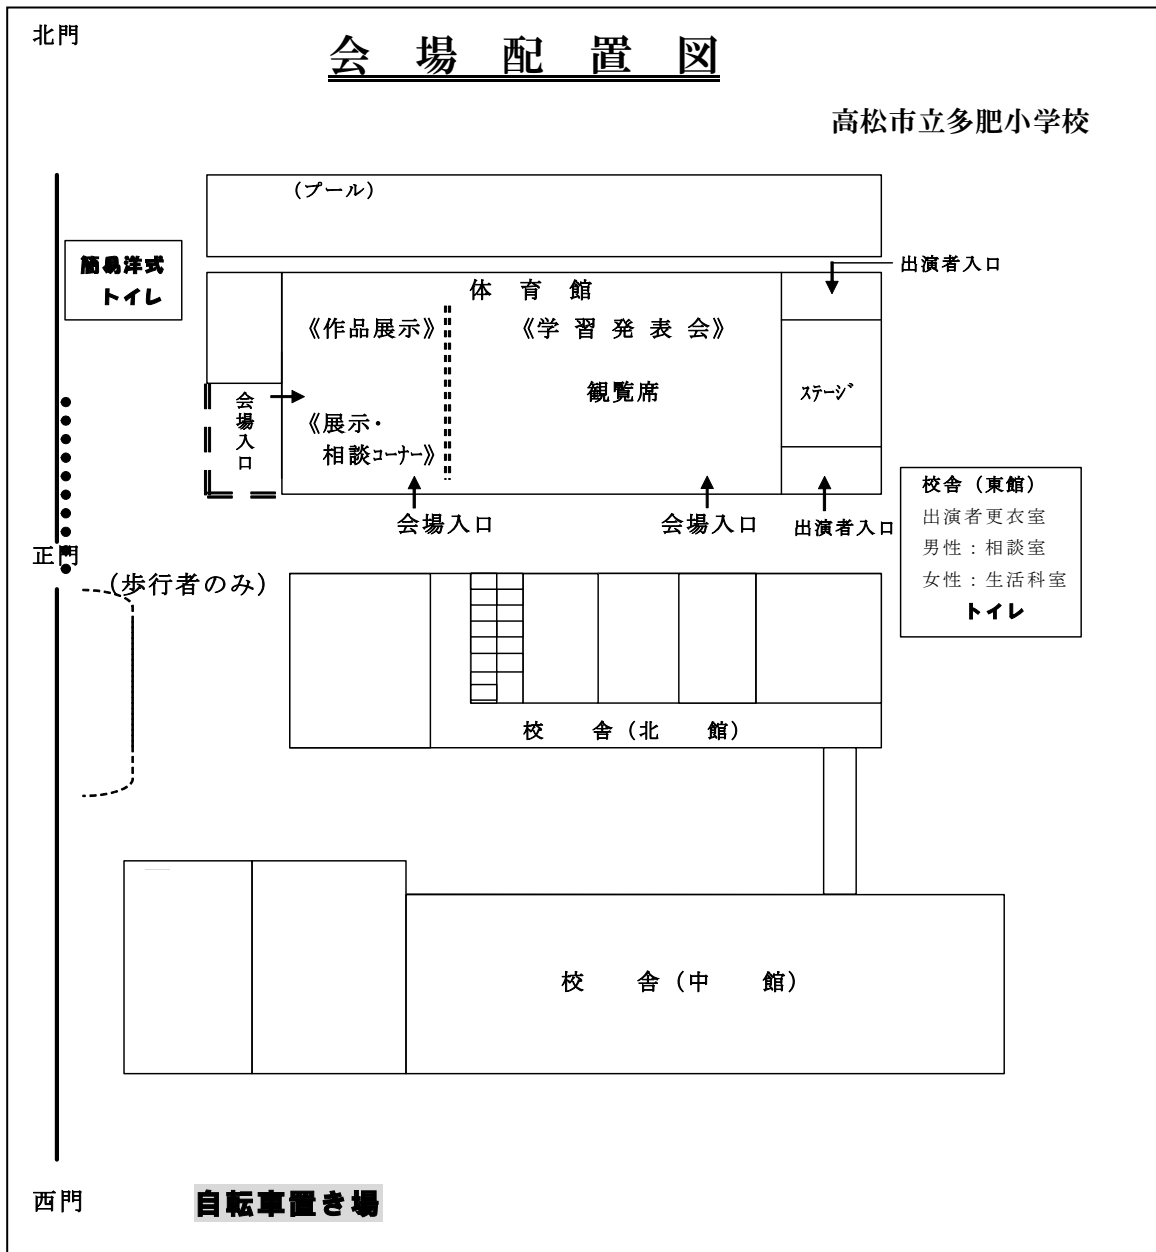 北門
会場配置図
高松市立多肥小学校
（プール）
簡易洋式
トイレ
出演者入口
体育館
《作品展示》
《学習発表会》
観覧席
ｽﾃｰｼﾞ
会場入口
《展示・
相談ｺｰﾅｰ》
会場入口
会場入口
出演者入口
校舎（東館）
出演者更衣室
男性：相談室
女性：生活科室
トイレ
正門
（歩行者のみ）
校舎（北館）
校舎（中館）
西門
自転車置き場